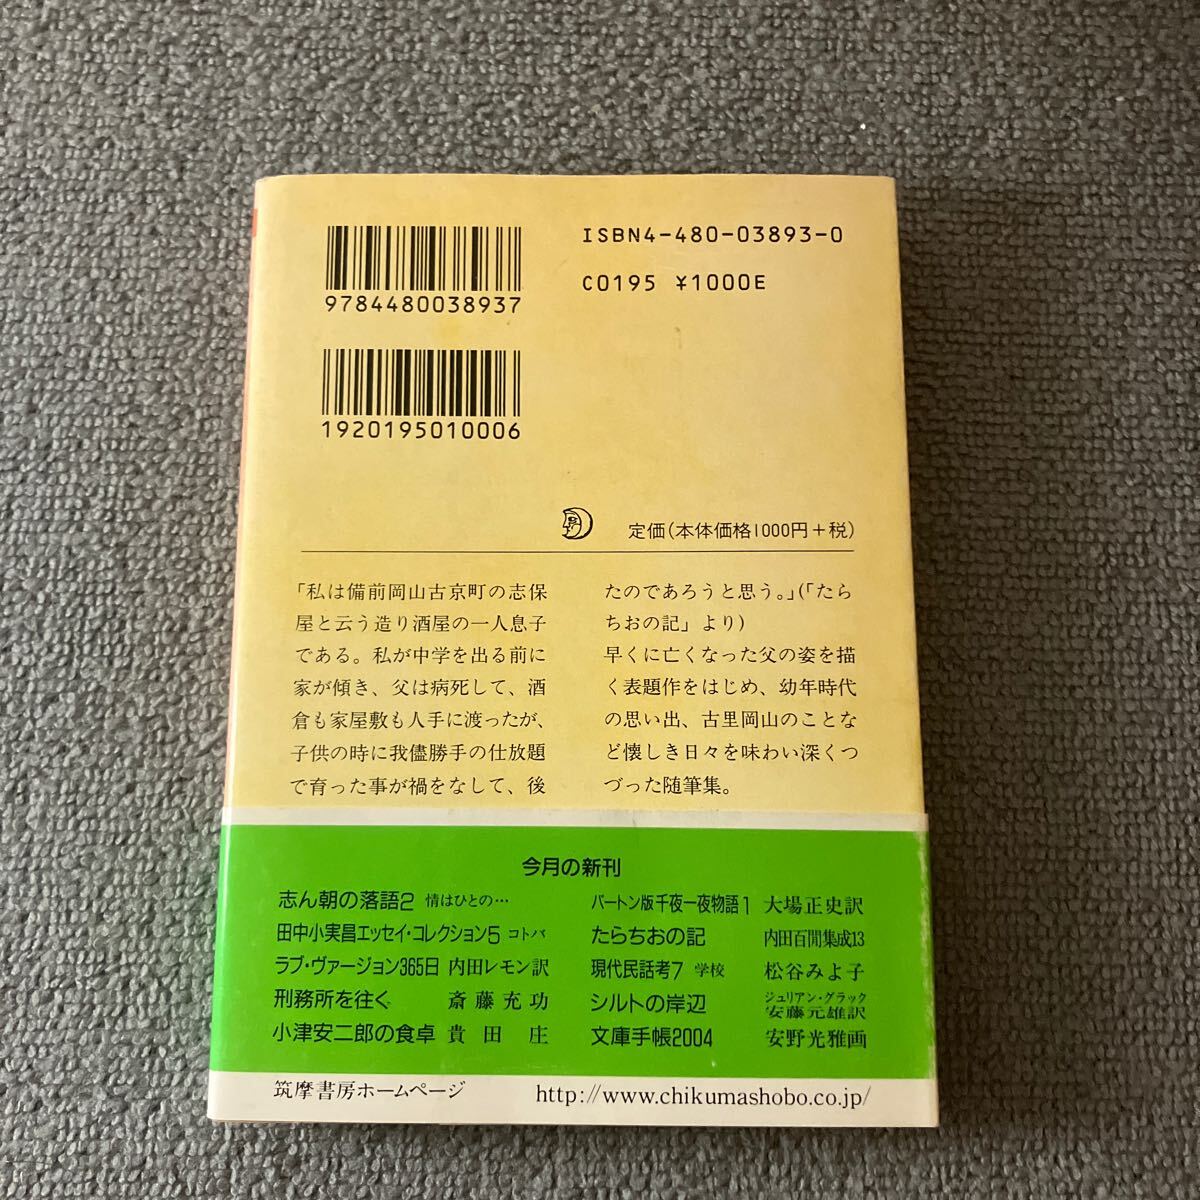 ISBN4-480-03893-0
C0195 ¥1000E
9784480038937
1920195010006
定価(本体価格1000円+税)
「私は備前岡山古京町の志保
屋と云う造り酒屋の一人息子
である。私が中学を出る前に
家が傾き、父は病死して、酒
倉も家屋敷も人手に渡ったが、
子供の時に我儘勝手の仕放題
で育った事が禍をなして、後
たのであろうと思う。」(「たら
ちおの記」より)
早くに亡くなった父の姿を描
く表題作をはじめ、幼年時代
の思い出、古里岡山のことな
ど懐しき日々を味わい深くつ
づった随筆集。
今月の新刊
志ん朝の落語2 情はひとの…
田中小実昌エッセイ・コレクション5 コトバ
ラブ・ヴァージョン365日 内田レモン訳
刑務所を往く 斎藤充功
小津安二郎の食卓 貴田庄
バートン版千夜一夜物語1 大場正史訳
たらちおの記 内田百閒集成13
現代民話考7 学校 松谷みよ子
シルトの岸辺 ジュリアン・グラック 安藤元雄訳
文庫手帳2004 安野光雅画
筑摩書房ホームページ http://www.chikumashobo.co.jp/